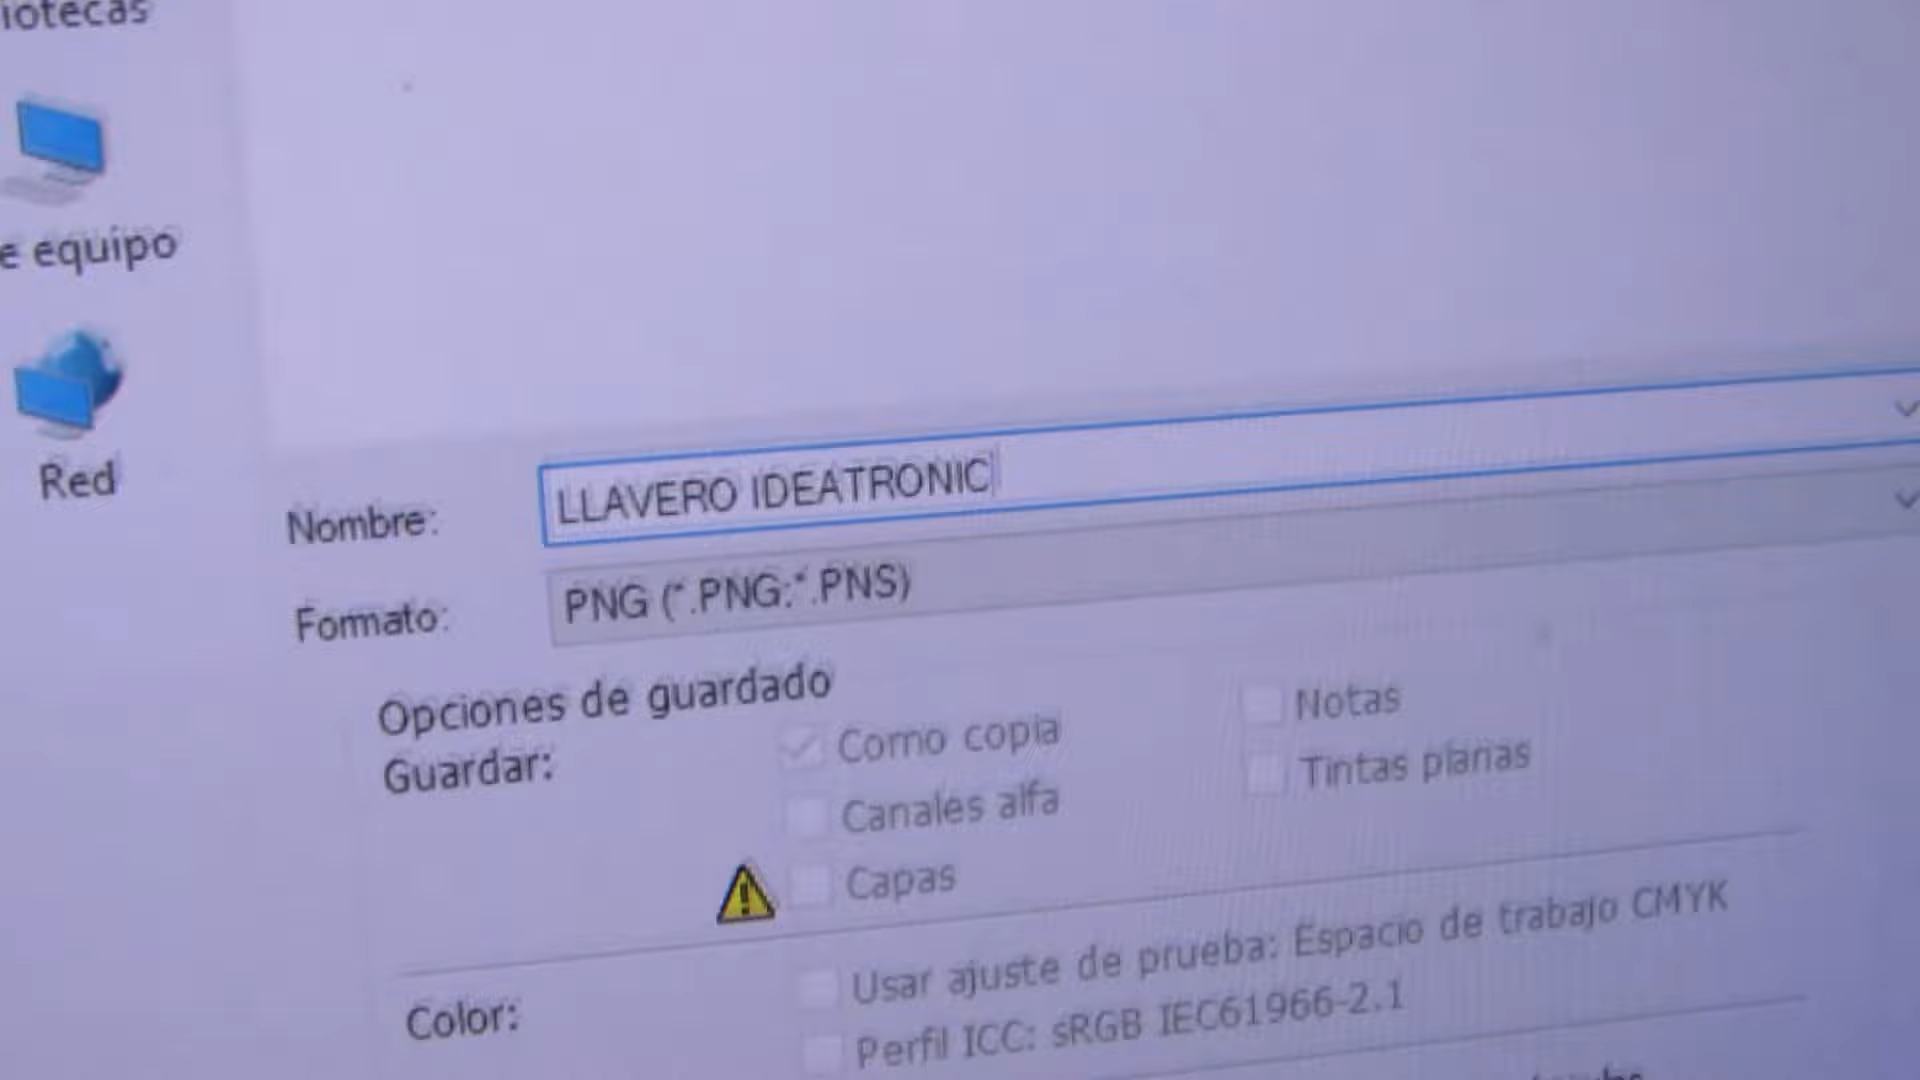 iotecas
e equipo
Red
Nombre: LLAVERO IDEATRONIC
Formato: PNG (*.PNG;*.PNS)
Opciones de guardado
Guardar:
Como copia
Notas
Canales alfa
Tintas planas
Capas
Color:
Usar ajuste de prueba: Espacio de trabajo CMYK
Perfil ICC: sRGB IEC61966-2.1